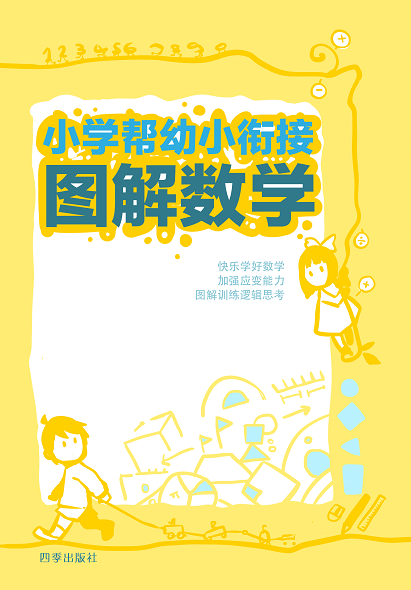 1 2 3 4 5 6 7 8 9 0
小学帮幼小衔接
图解数学
快乐学好数学
加强应变能力
图解训练逻辑思考
四季出版社